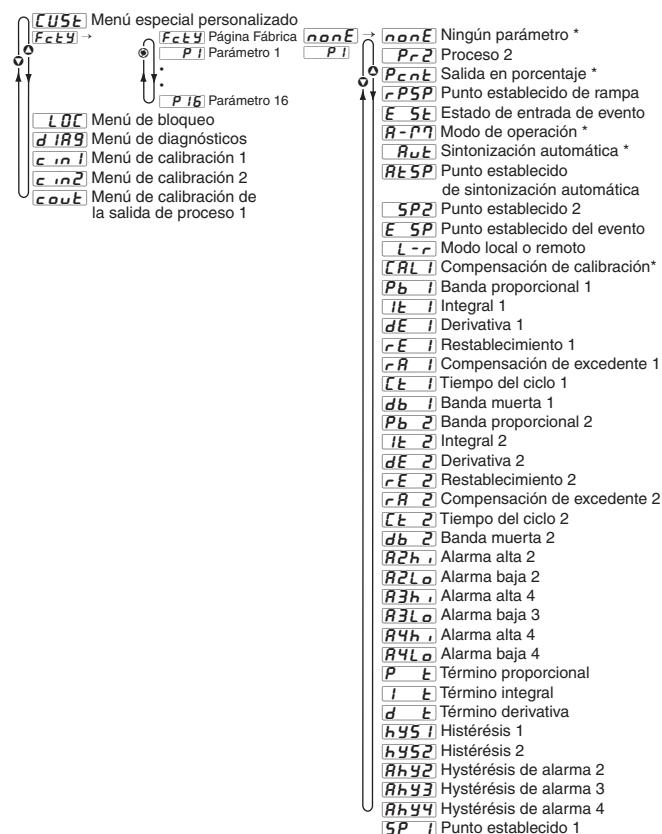 CUSt Menú especial personalizado
FctY → FctY Página Fábrica nonE → nonE Ningún parámetro *
P1 Parámetro 1 P1
Pr2 Proceso 2
Pcnt Salida en porcentaje *
rPSP Punto establecido de rampa
P16 Parámetro 16
E St Estado de entrada de evento
LOC Menú de bloqueo
A-M Modo de operación *
dIAg Menú de diagnósticos
Aut Sintonización automática *
cin1 Menú de calibración 1
AtSP Punto establecido
de sintonización automática
cin2 Menú de calibración 2
cout Menú de calibración de
la salida de proceso 1
SP2 Punto establecido 2
E SP Punto establecido del evento
L-r Modo local o remoto
CAL1 Compensación de calibración*
Pb 1 Banda proporcional 1
It 1 Integral 1
dE 1 Derivativa 1
rE 1 Restablecimiento 1
rA 1 Compensación de excedente 1
Ct 1 Tiempo del ciclo 1
db 1 Banda muerta 1
Pb 2 Banda proporcional 2
It 2 Integral 2
dE 2 Derivativa 2
rE 2 Restablecimiento 2
rA 2 Compensación de excedente 2
Ct 2 Tiempo del ciclo 2
db 2 Banda muerta 2
A2hi Alarma alta 2
A2Lo Alarma baja 2
A3hi Alarma alta 4
A3Lo Alarma baja 3
A4hi Alarma alta 4
A4Lo Alarma baja 4
P t Término proporcional
I t Término integral
d t Término derivativa
hYS1 Histérésis 1
hYS2 Histérésis 2
AhY2 Hystérésis de alarma 2
AhY3 Hystérésis de alarma 3
AhY4 Hystérésis de alarma 4
SP 1 Punto establecido 1